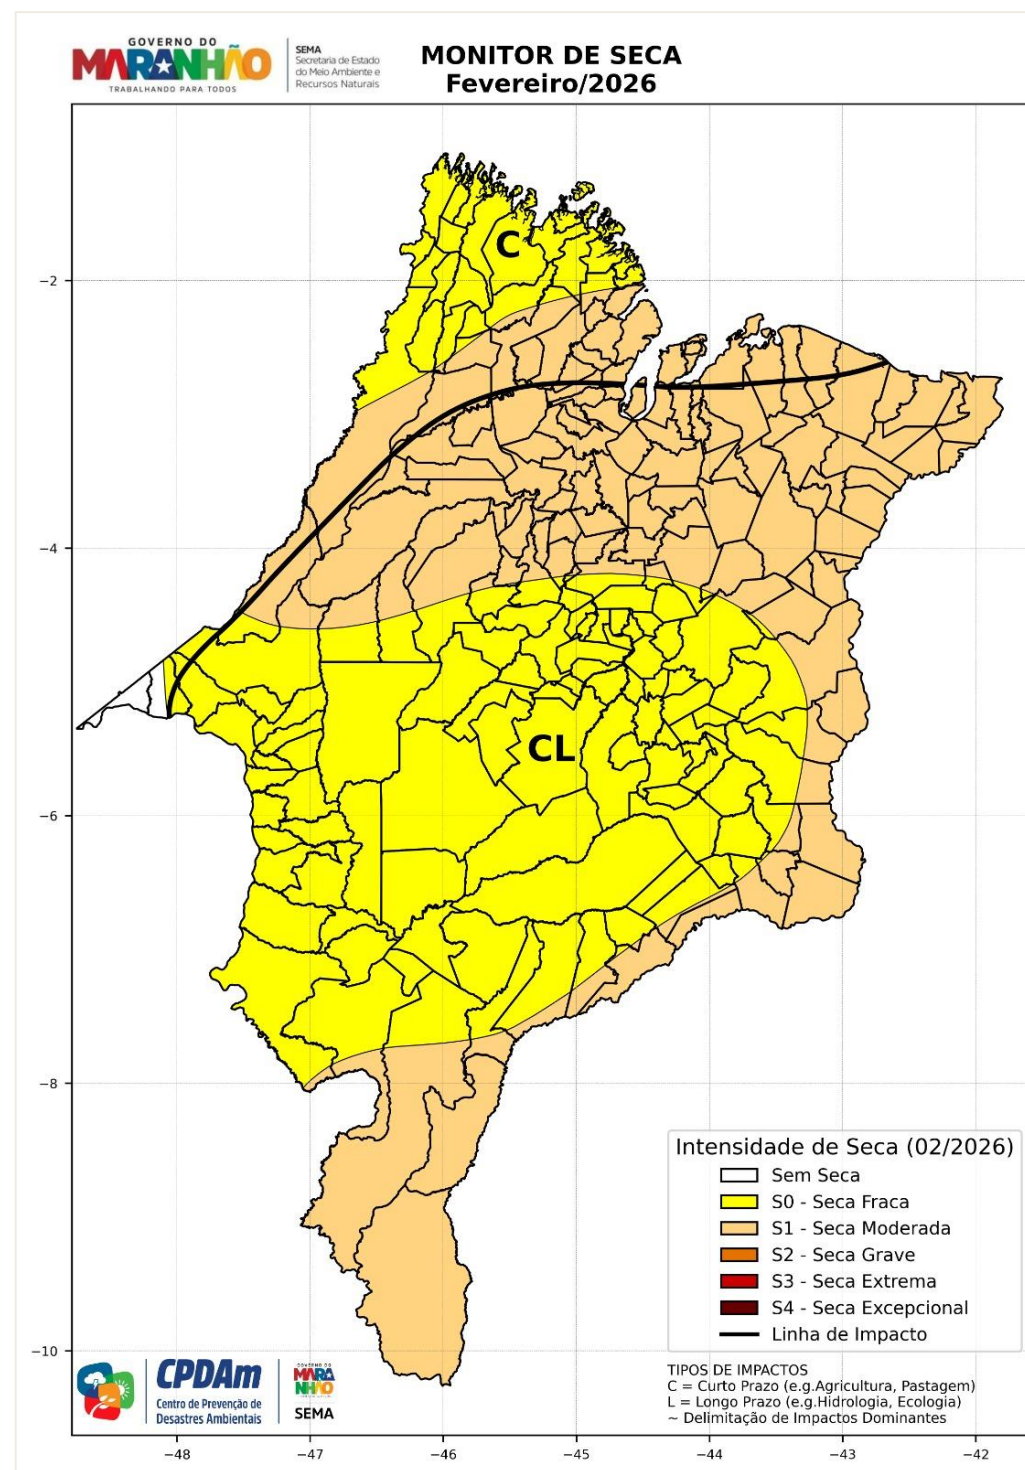 GOVERNO DO
MARANHÃO
TRABALHANDO PARA TODOS
SEMA
Secretaria de Estado
do Meio Ambiente e
Recursos Naturais
MONITOR DE SECA
Fevereiro/2026
C
−2
−4
CL
−6
−8
−10
Intensidade de Seca (02/2026)
Sem Seca
S0 - Seca Fraca
S1 - Seca Moderada
S2 - Seca Grave
S3 - Seca Extrema
S4 - Seca Excepcional
Linha de Impacto
CPDAm
Centro de Prevenção de
Desastres Ambientais
GOVERNO DO
MARANHÃO
SEMA
TIPOS DE IMPACTOS
C = Curto Prazo (e.g.Agricultura, Pastagem)
L = Longo Prazo (e.g.Hidrologia, Ecologia)
~ Delimitação de Impactos Dominantes
−48 −47 −46 −45 −44 −43 −42